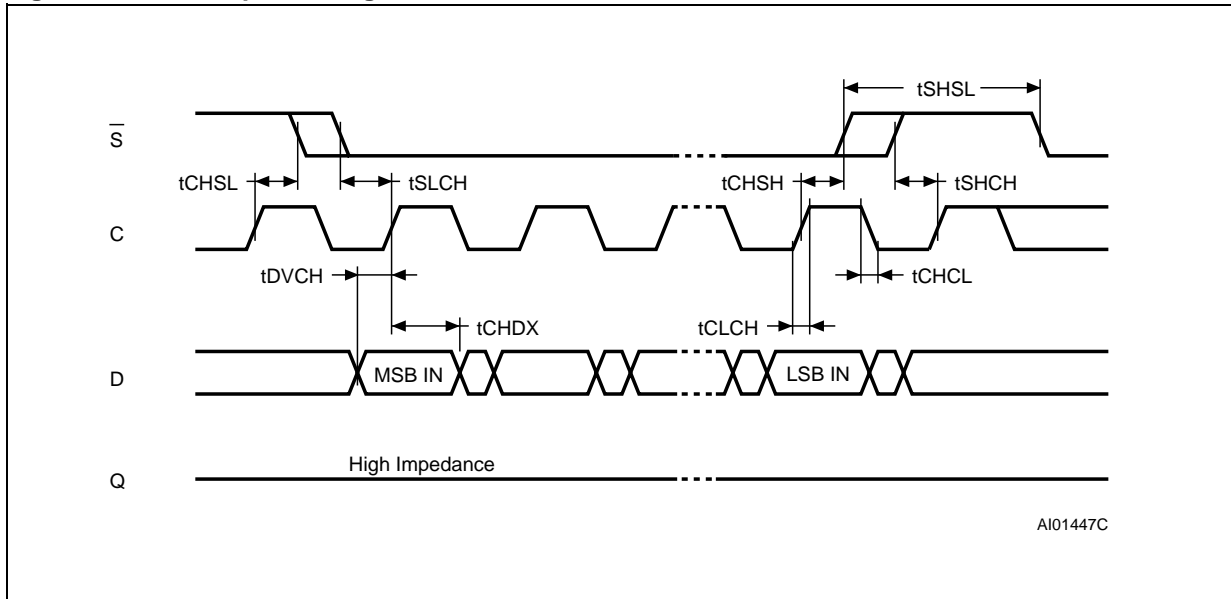 tSHSL
S
tCHSL
tSLCH
tCHSH
tSHCH
C
tDVCH
tCHCL
tCHDX
tCLCH
D
MSB IN
LSB IN
High Impedance
Q
AI01447C